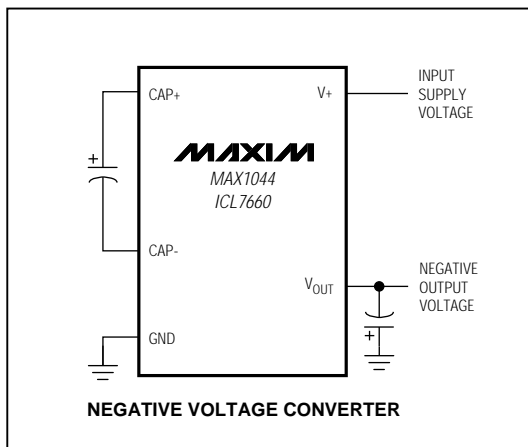 CAP+
V+
INPUT
SUPPLY
VOLTAGE
+
MAXIM
MAX1044
ICL7660
CAP-
VOUT
NEGATIVE
OUTPUT
VOLTAGE
+
GND
NEGATIVE VOLTAGE CONVERTER